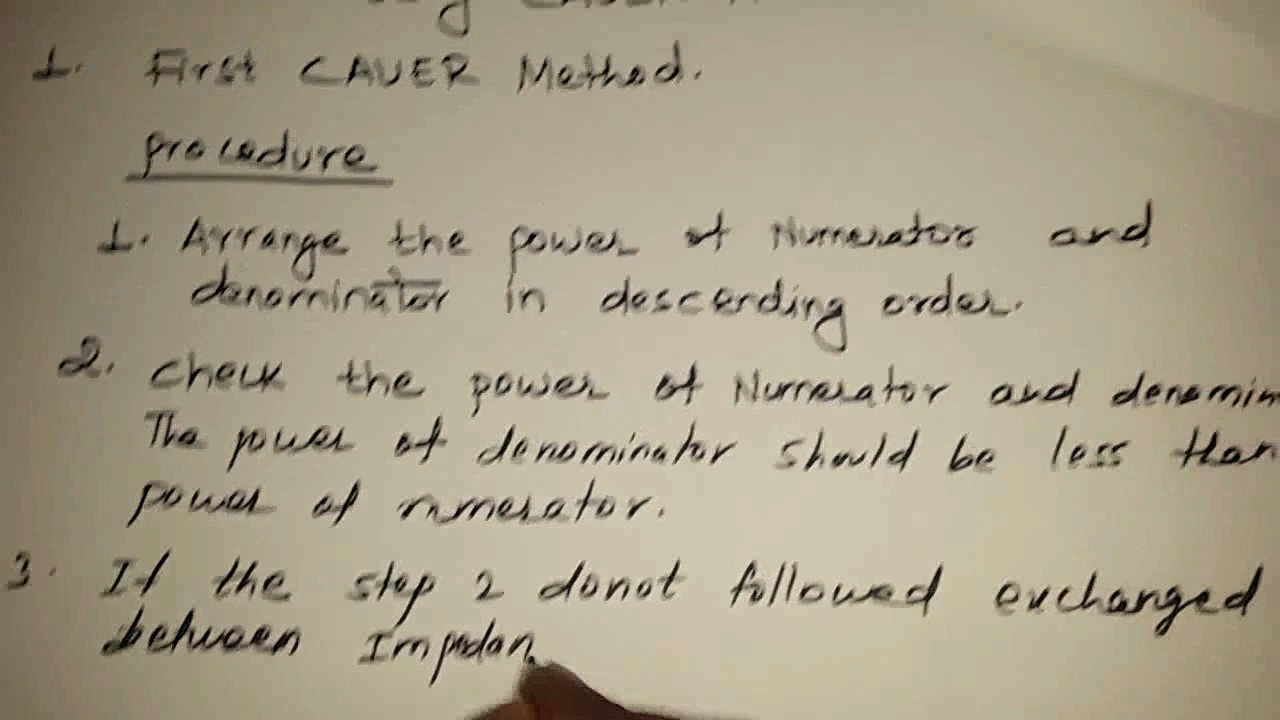 1. First CAUER Method.
procedure
1. Arrange the power of Numerator and
denominator in descending order.
2. check the power of Numerator and denomin
The power of denominator should be less than
power of numerator.
3. If the step 2 donot followed exchanged
between Impedan